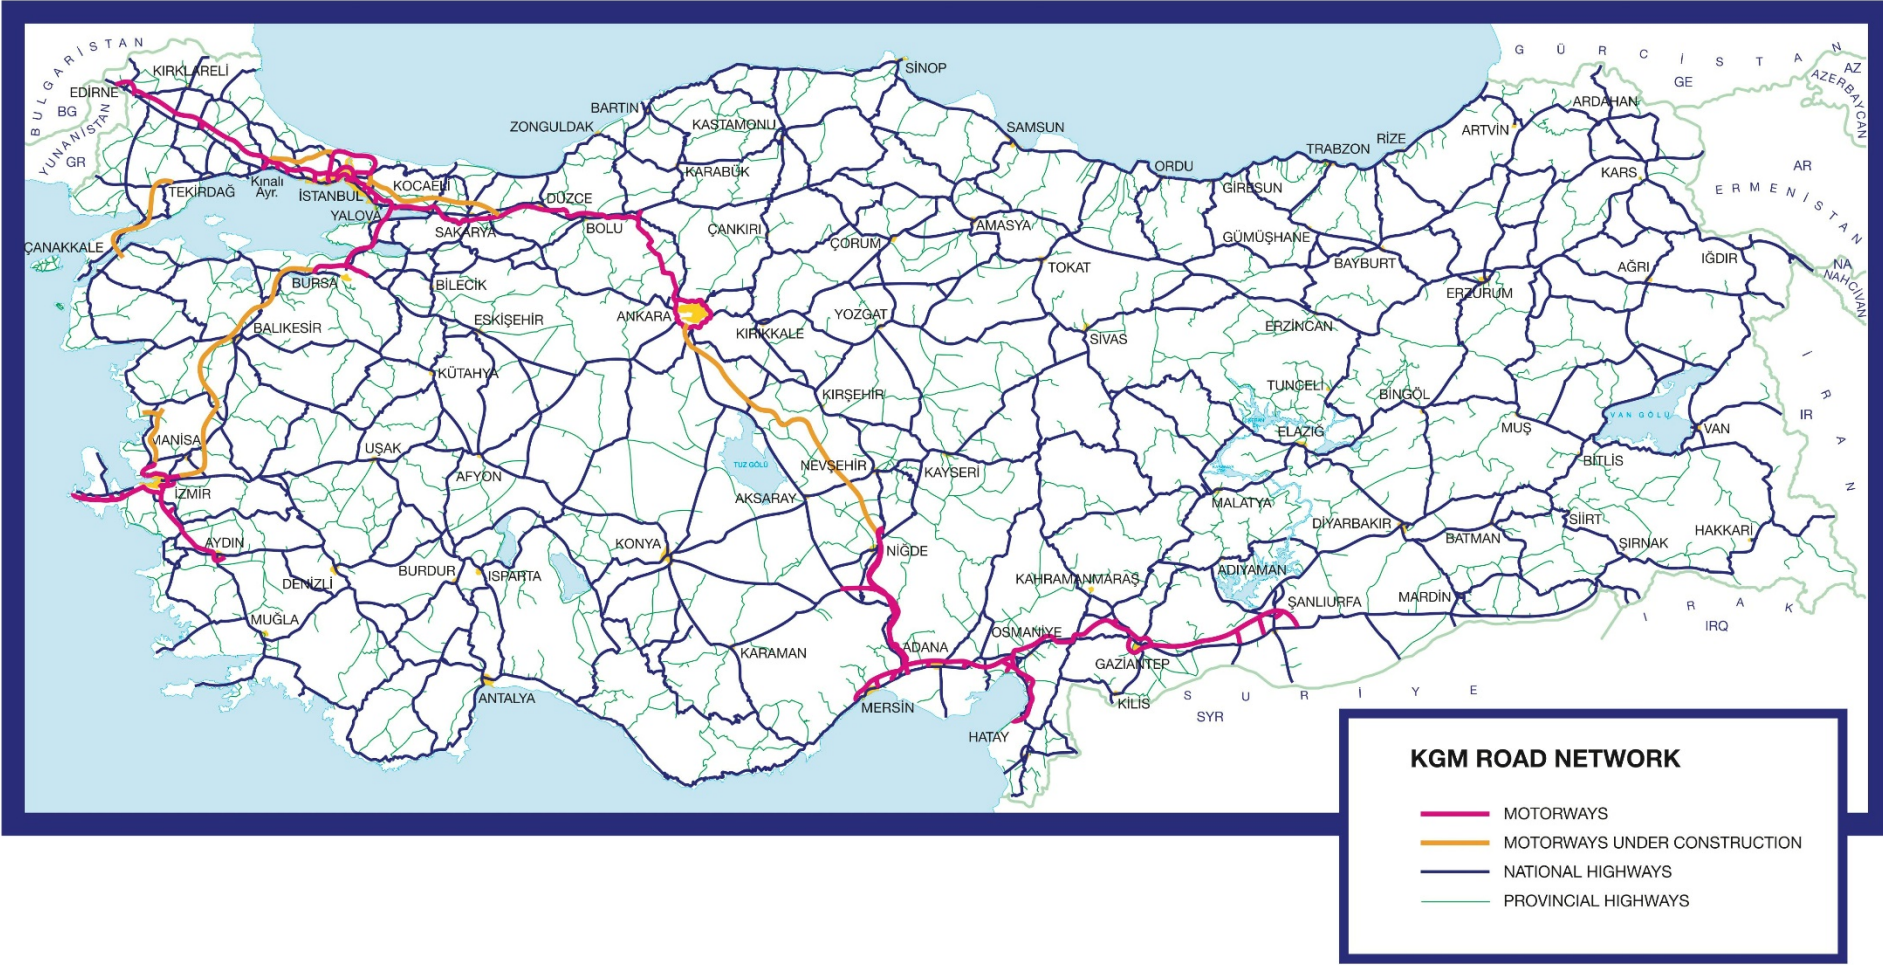 BULGARİSTAN
BG
YUNANİSTAN
GR
KIRKLARELİ
EDİRNE
TEKİRDAĞ
Kınalı
Ayr.
İSTANBUL
KOCAELİ
YALOVA
ÇANAKKALE
SAKARYA
DÜZCE
BOLU
ZONGULDAK
BARTIN
KASTAMONU
KARABÜK
SİNOP
SAMSUN
ORDU
GİRESUN
TRABZON
RİZE
ARTVİN
ARDAHAN
KARS
GÜRCİSTAN
GE
AZ
AZERBAYCAN
AR
ERMENİSTAN
NA
NAHCİVAN
ÇANKIRI
ÇORUM
AMASYA
TOKAT
GÜMÜŞHANE
BAYBURT
ERZURUM
AĞRI
IĞDIR
BURSA
BİLECİK
ESKİŞEHİR
BALIKESİR
ANKARA
KIRIKKALE
YOZGAT
SİVAS
ERZİNCAN
KÜTAHYA
KIRŞEHİR
TUNCELİ
BİNGÖL
VAN GÖLÜ
VAN
MUŞ
BİTLİS
İRAN
IR
MANİSA
UŞAK
AFYON
TUZ GÖLÜ
NEVŞEHİR
KAYSERİ
ELAZIĞ
MALATYA
İZMİR
AKSARAY
AYDIN
KONYA
NİĞDE
DİYARBAKIR
BATMAN
SİİRT
ŞIRNAK
HAKKARİ
DENİZLİ
BURDUR
ISPARTA
KAHRAMANMARAŞ
ADIYAMAN
ŞANLIURFA
MARDİN
IRAK
IRQ
MUĞLA
KARAMAN
ADANA
OSMANİYE
GAZİANTEP
ANTALYA
MERSİN
KİLİS
HATAY
SURİYE
SYR
KGM ROAD NETWORK
MOTORWAYS
MOTORWAYS UNDER CONSTRUCTION
NATIONAL HIGHWAYS
PROVINCIAL HIGHWAYS